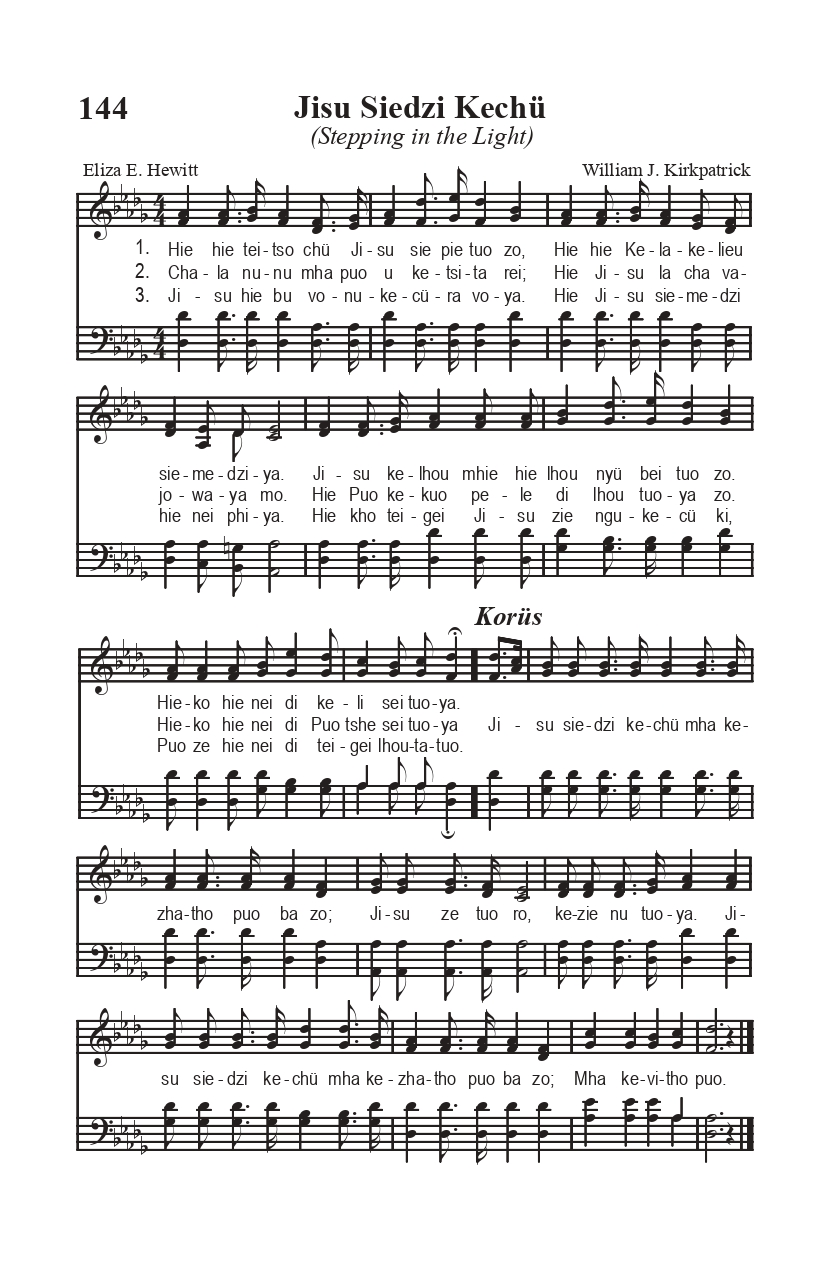 144
Jisu Siedzi Kechü
(Stepping in the Light)
Eliza E. Hewitt
William J. Kirkpatrick
1. Hie hie tei-tso chü Ji-su sie pie tuo zo, Hie hie Ke-la-ke-lieu
2. Cha-la nu-nu mha puo u ke-tsi-ta rei; Hie Ji-su la cha va-
3. Ji-su hie bu vo-nu-ke-cü-ra vo-ya. Hie Ji-su sie-me-dzi
sie-me-dzi-ya. Ji-su ke-lhou mhie hie lhou nyü bei tuo zo.
jo-wa-ya mo. Hie Puo ke-kuo pe-le di lhou tuo-ya zo.
hie nei phi-ya. Hie kho tei-gei Ji-su zie ngu-ke-cü ki,
Korüs
Hie-ko hie nei di ke-li sei tuo-ya.
Hie-ko hie nei di Puo tshe sei tuo-ya Ji-su sie-dzi ke-chü mha ke-
Puo ze hie nei di tei-gei lhou-ta-tuo.
zha-tho puo ba zo; Ji-su ze tuo ro, ke-zie nu tuo-ya. Ji-
su sie-dzi ke-chü mha ke-zha-tho puo ba zo; Mha ke-vi-tho puo.